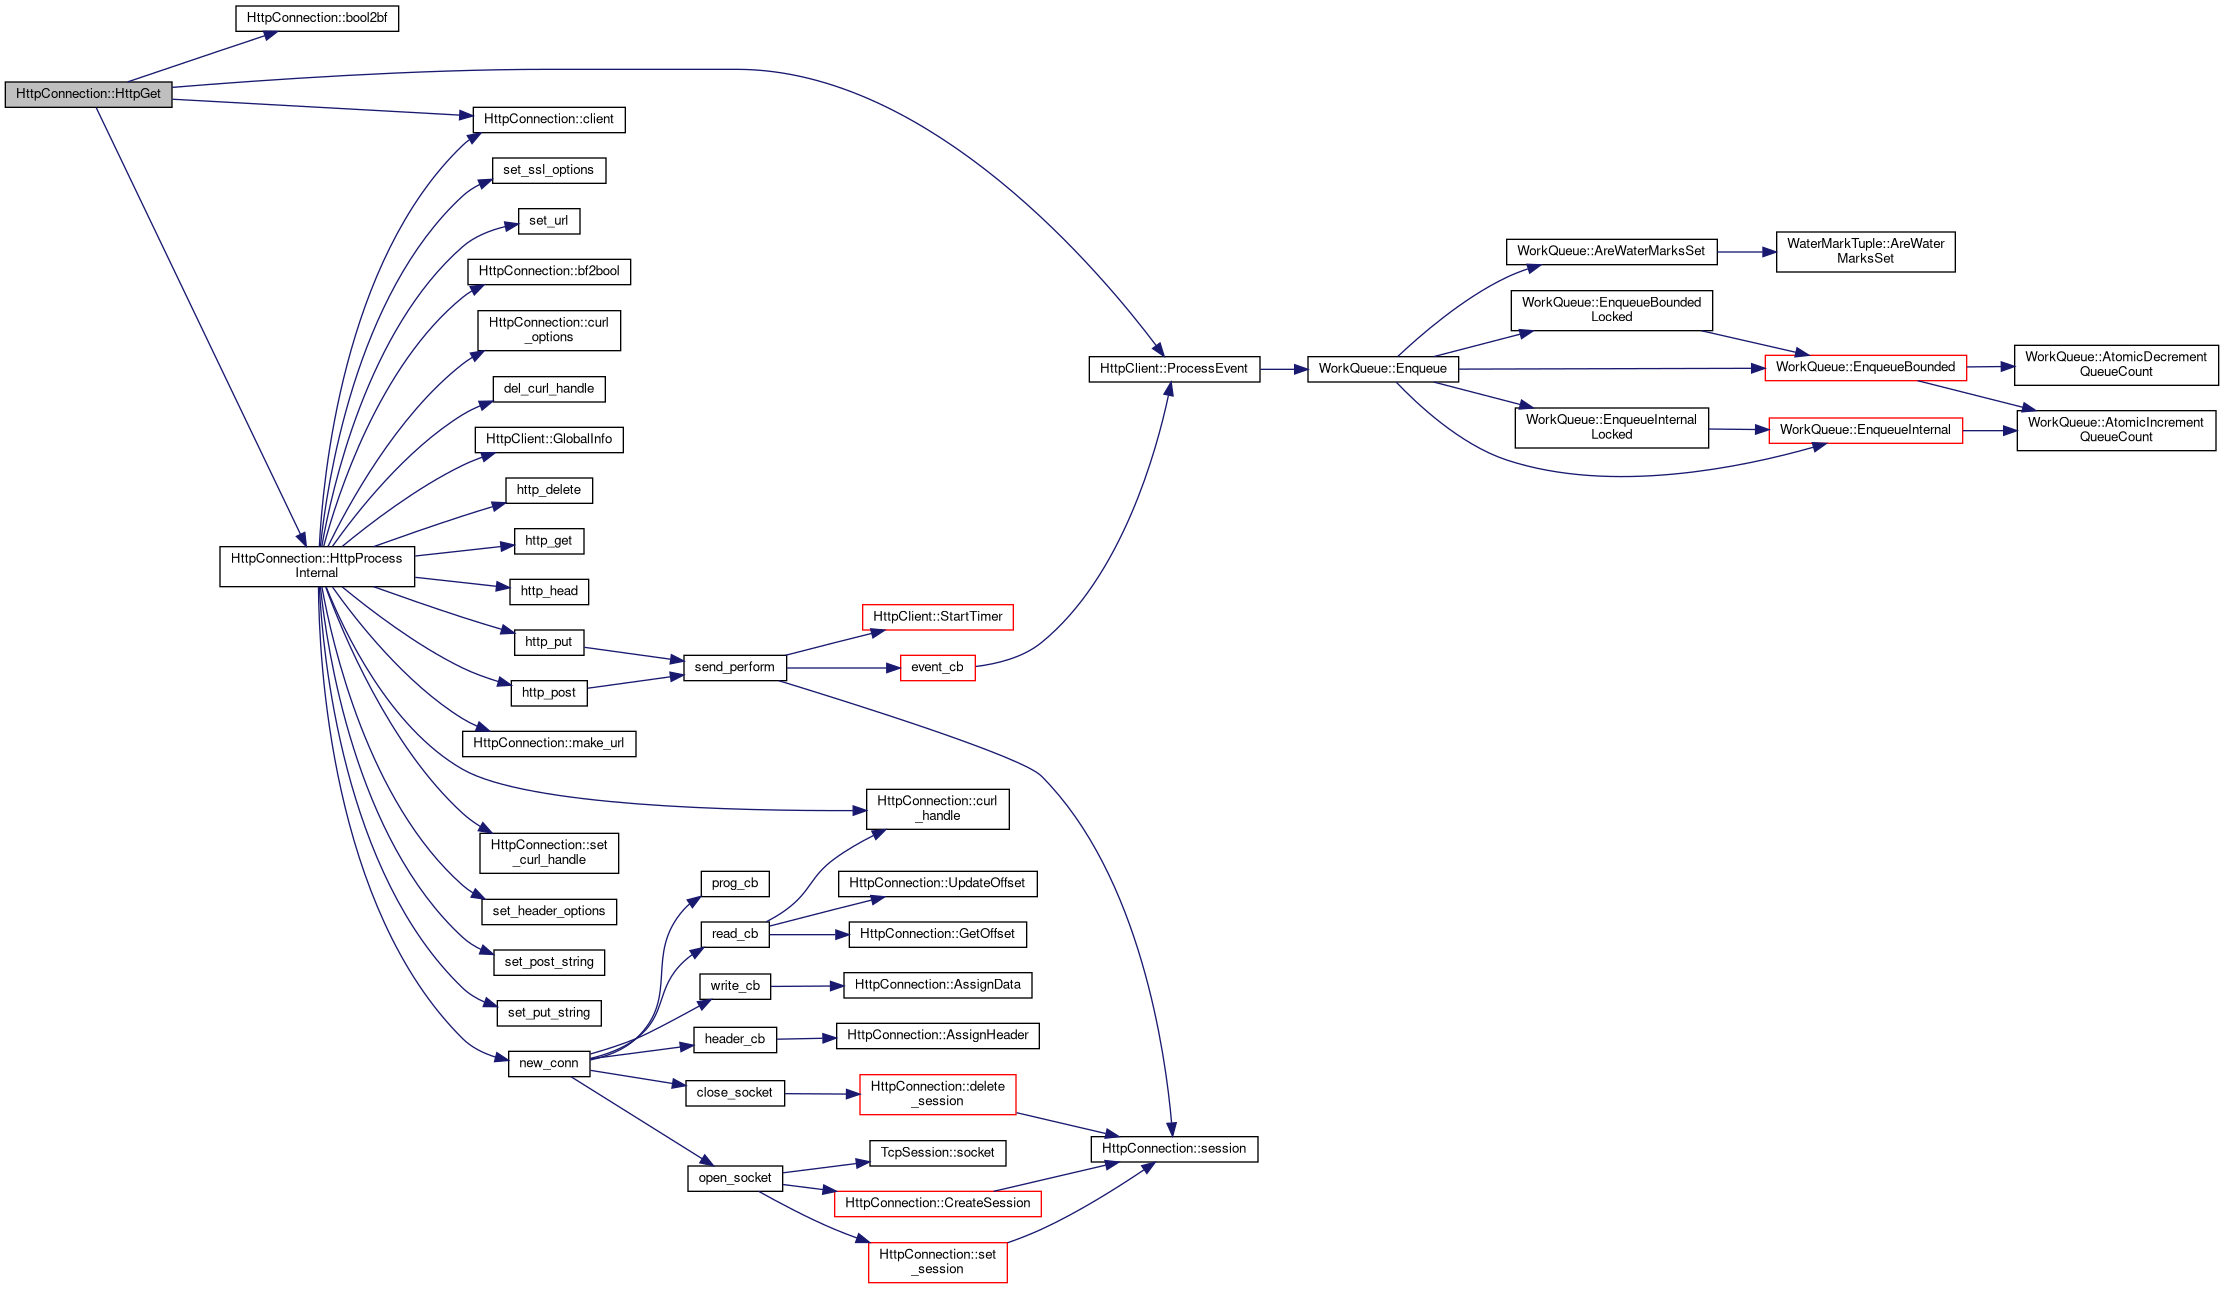 HttpConnection::bool2bf
HttpConnection::HttpGet
HttpConnection::client
set_ssl_options
set_url
HttpConnection::bf2bool
HttpConnection::curl
_options
del_curl_handle
HttpClient::GlobalInfo
http_delete
http_get
HttpConnection::HttpProcess
Internal
http_head
http_put
http_post
HttpConnection::make_url
HttpConnection::set
_curl_handle
set_header_options
set_post_string
set_put_string
new_conn
send_perform
prog_cb
read_cb
write_cb
header_cb
close_socket
open_socket
HttpClient::StartTimer
event_cb
HttpConnection::curl
_handle
HttpConnection::UpdateOffset
HttpConnection::GetOffset
HttpConnection::AssignData
HttpConnection::AssignHeader
HttpConnection::delete
_session
TcpSession::socket
HttpConnection::CreateSession
HttpConnection::set
_session
HttpClient::ProcessEvent
HttpConnection::session
WorkQueue::Enqueue
WorkQueue::AreWaterMarksSet
WorkQueue::EnqueueBounded
Locked
WorkQueue::EnqueueInternal
Locked
WaterMarkTuple::AreWater
MarksSet
WorkQueue::EnqueueBounded
WorkQueue::EnqueueInternal
WorkQueue::AtomicDecrement
QueueCount
WorkQueue::AtomicIncrement
QueueCount